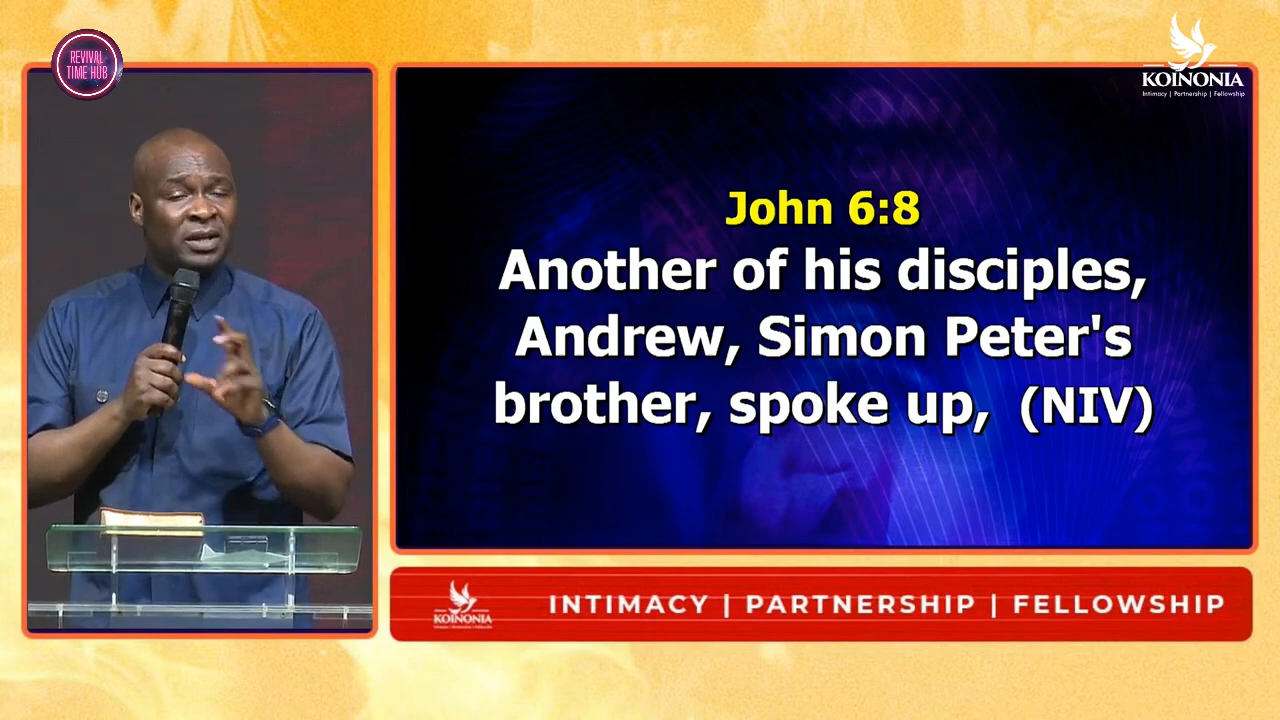 REVIVAL
TIME HUB
KOINONIA
Intimacy | Partnership | Fellowship
John 6:8
Another of his disciples,
Andrew, Simon Peter's
brother, spoke up, (NIV)
KOINONIA
INTIMACY | PARTNERSHIP | FELLOWSHIP